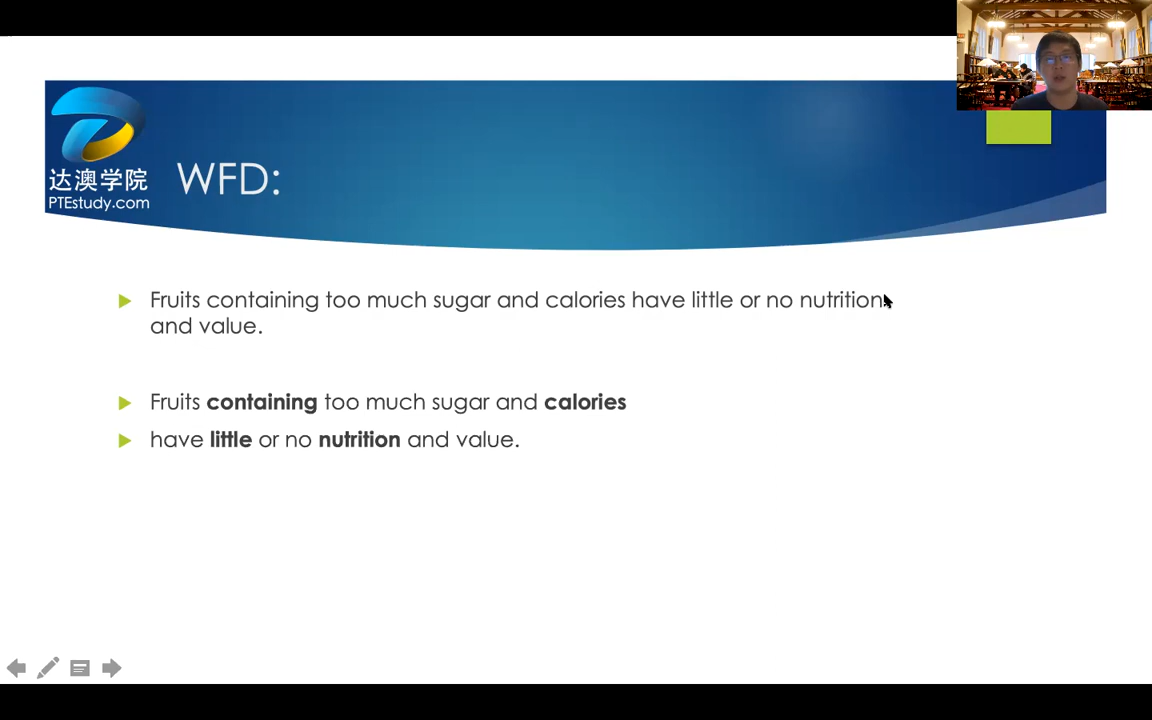 达澳学院
PTEstudy.com
WFD:
Fruits containing too much sugar and calories have little or no nutrition
and value.
Fruits containing too much sugar and calories
have little or no nutrition and value.